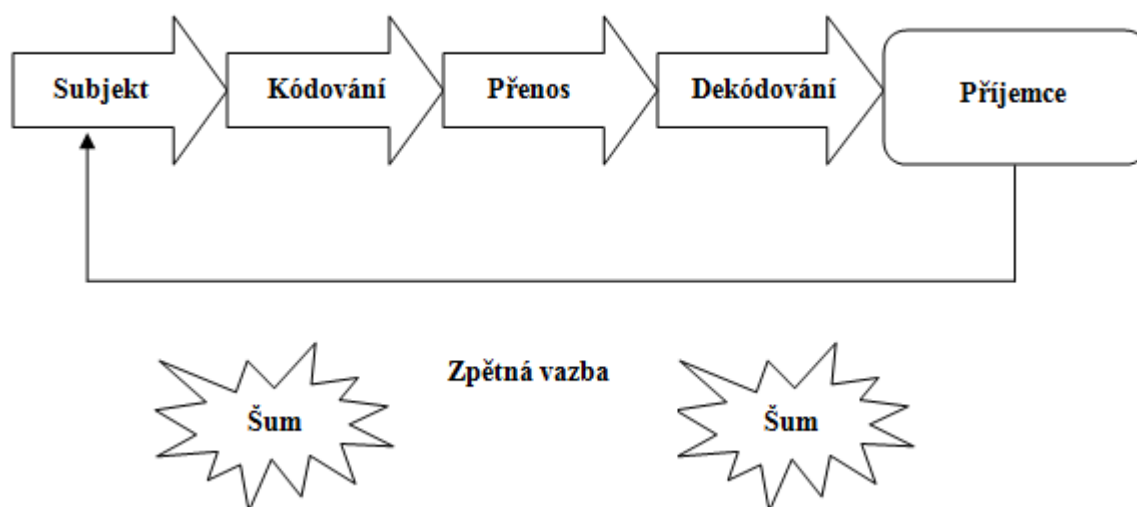 Subjekt
Kódování
Přenos
Dekódování
Příjemce
Zpětná vazba
Šum
Šum